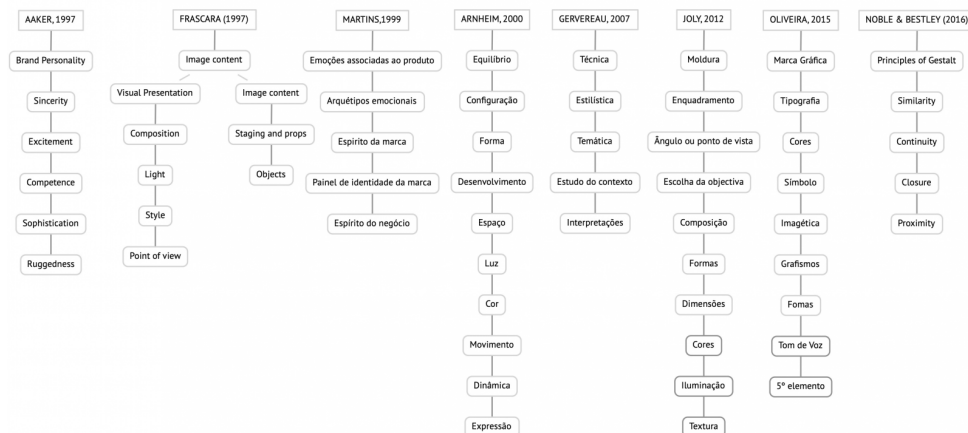 AAKER, 1997
Brand Personality
Sincerity
Excitement
Competence
Sophistication
Ruggedness
FRASCARA (1997)
Image content
Visual Presentation
Composition
Light
Style
Point of view
Image content
Staging and props
Objects
MARTINS,1999
Emoções associadas ao produto
Arquétipos emocionais
Espirito da marca
Painel de identidade da marca
Espírito do negócio
ARNHEIM, 2000
Equilíbrio
Configuração
Forma
Desenvolvimento
Espaço
Luz
Cor
Movimento
Dinâmica
Expressão
GERVEREAU, 2007
Técnica
Estilística
Temática
Estudo do contexto
Interpretações
JOLY, 2012
Moldura
Enquadramento
Ângulo ou ponto de vista
Escolha da objectiva
Composição
Formas
Dimensões
Cores
Iluminação
Textura
OLIVEIRA, 2015
Marca Gráfica
Tipografia
Cores
Símbolo
Imagética
Grafismos
Fomas
Tom de Voz
5º elemento
NOBLE & BESTLEY (2016)
Principles of Gestalt
Similarity
Continuity
Closure
Proximity